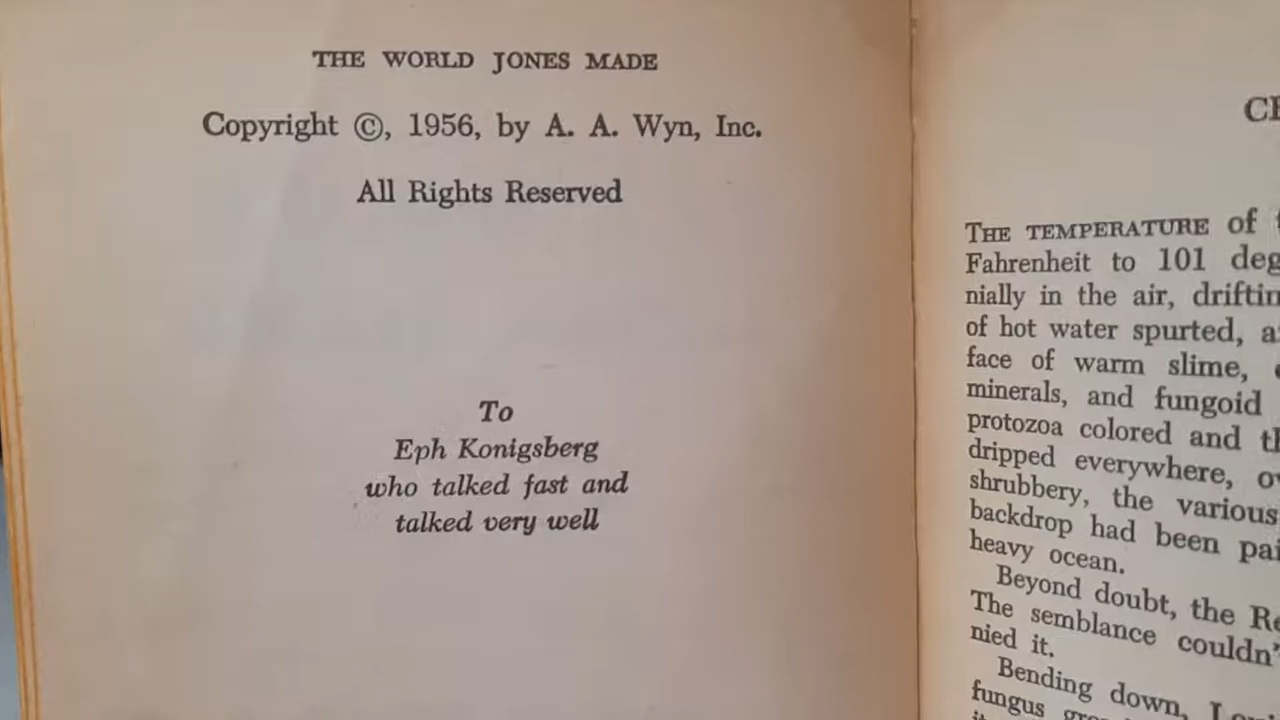 THE WORLD JONES MADE
Copyright ©, 1956, by A. A. Wyn, Inc.
All Rights Reserved
To
Eph Konigsberg
who talked fast and
talked very well
THE TEMPERATURE of
Fahrenheit to 101
nially in the air,
of hot water spurted,
face of warm slime,
minerals, and fungoid
protozoa colored and
dripped everywhere,
shrubbery, the various
backdrop had been
heavy ocean.
Beyond doubt, the
The semblance
nied it.
Bending down,
fungus